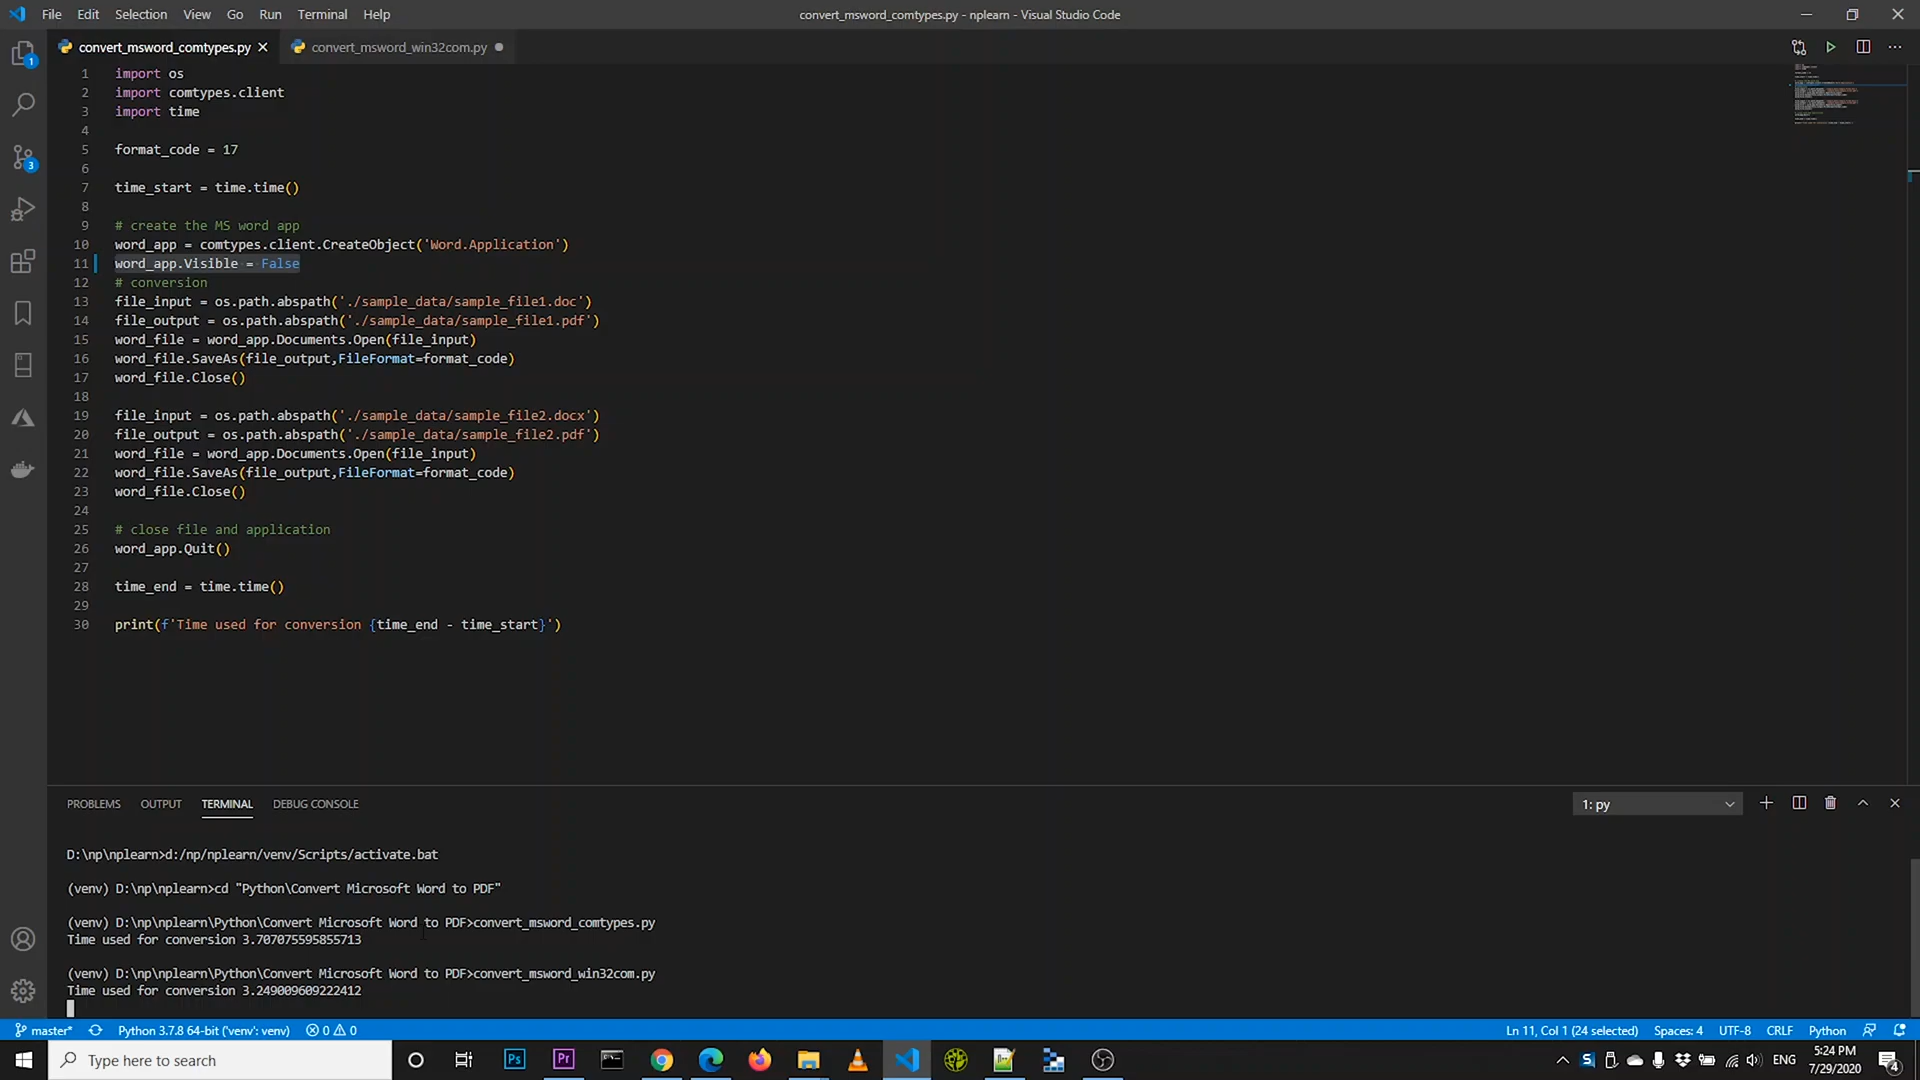 File Edit Selection View Go Run Terminal Help
convert_msword_comtypes.py - nplearn - Visual Studio Code
convert_msword_comtypes.py convert_msword_win32com.py
1 import os
2 import comtypes.client
3 import time
4
5 format_code = 17
6
7 time_start = time.time()
8
9 # create the MS word app
10 word_app = comtypes.client.CreateObject('Word.Application')
11 word_app.Visible = False
12 # conversion
13 file_input = os.path.abspath('./sample_data/sample_file1.doc')
14 file_output = os.path.abspath('./sample_data/sample_file1.pdf')
15 word_file = word_app.Documents.Open(file_input)
16 word_file.SaveAs(file_output,FileFormat=format_code)
17 word_file.Close()
18
19 file_input = os.path.abspath('./sample_data/sample_file2.docx')
20 file_output = os.path.abspath('./sample_data/sample_file2.pdf')
21 word_file = word_app.Documents.Open(file_input)
22 word_file.SaveAs(file_output,FileFormat=format_code)
23 word_file.Close()
24
25 # close file and application
26 word_app.Quit()
27
28 time_end = time.time()
29
30 print(f'Time used for conversion {time_end - time_start}')
1
3
PROBLEMS OUTPUT TERMINAL DEBUG CONSOLE
1: py
D:\np\nplearn>d:/np/nplearn/venv/Scripts/activate.bat
(venv) D:\np\nplearn>cd "Python\Convert Microsoft Word to PDF"
(venv) D:\np\nplearn\Python\Convert Microsoft Word to PDF>convert_msword_comtypes.py
Time used for conversion 3.707075595855713
(venv) D:\np\nplearn\Python\Convert Microsoft Word to PDF>convert_msword_win32com.py
Time used for conversion 3.249009609222412
master* Python 3.7.8 64-bit ('venv': venv) 0 0
Ln 11, Col 1 (24 selected) Spaces: 4 UTF-8 CRLF Python
Type here to search
Ps Pr
S
ENG
5:24 PM
7/29/2020
4